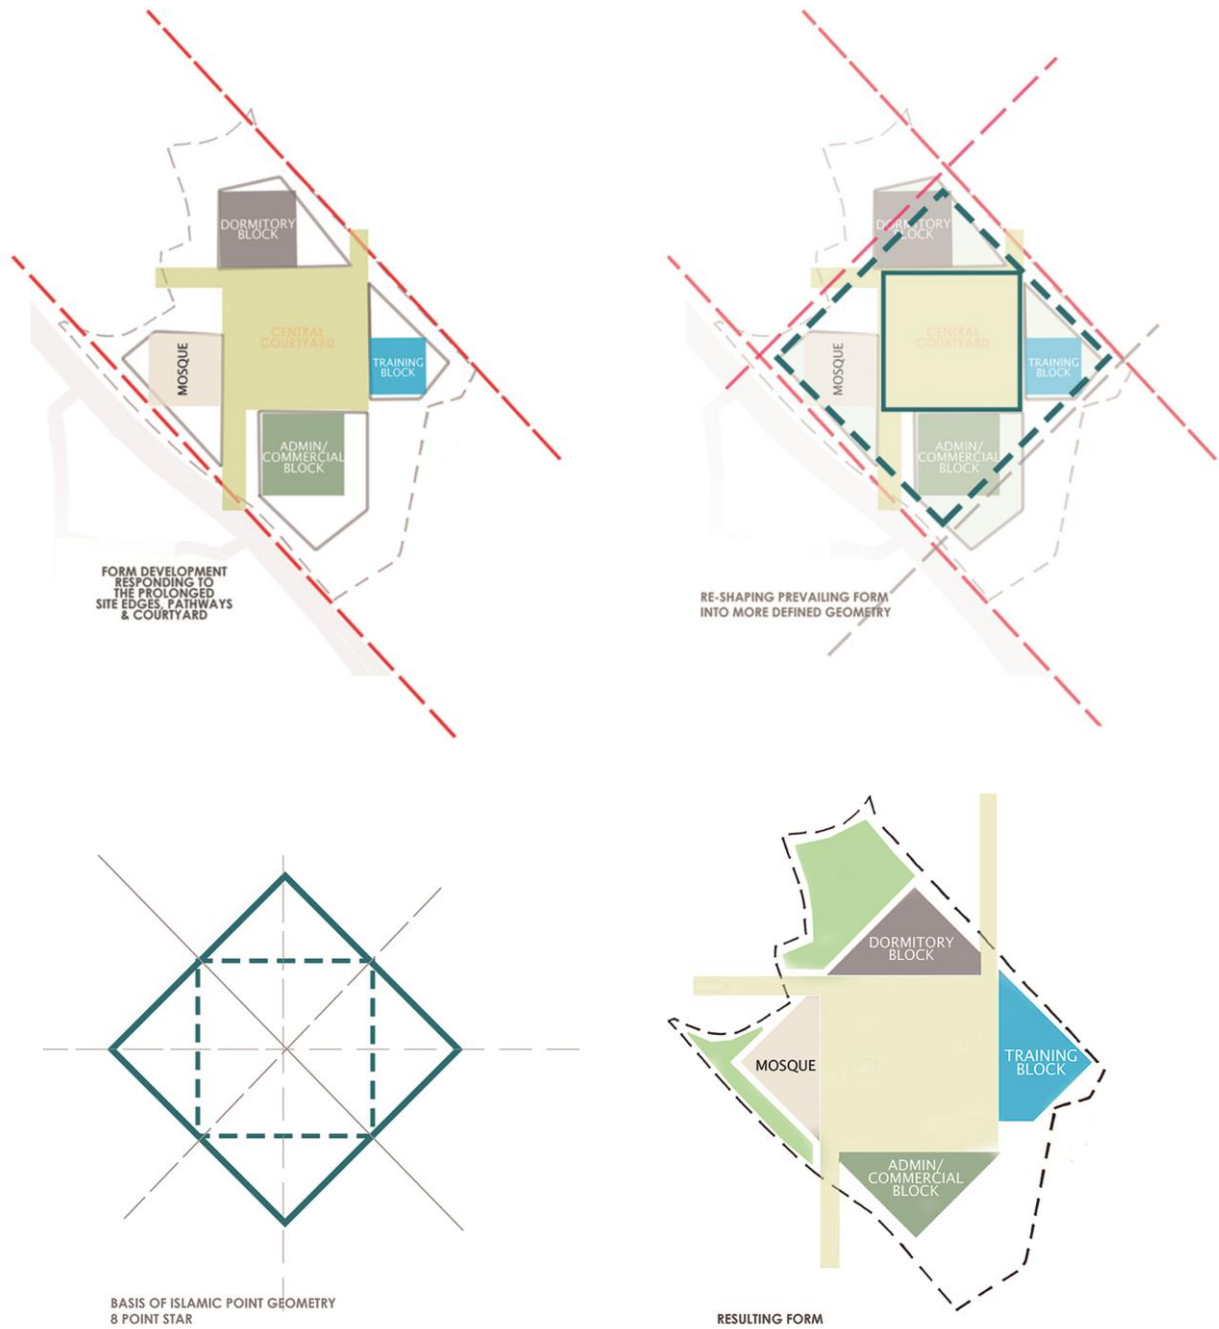 DORMITORY
BLOCK
CENTRAL
COURTYARD
MOSQUE
TRAINING
BLOCK
ADMIN/
COMMERCIAL
BLOCK
FORM DEVELOPMENT
RESPONDING TO
THE PROLONGED
SITE EDGES, PATHWAYS
& COURTYARD
DORMITORY
BLOCK
CENTRAL
COURTYARD
MOSQUE
TRAINING
BLOCK
ADMIN/
COMMERCIAL
BLOCK
RE-SHAPING PREVAILING FORM
INTO MORE DEFINED GEOMETRY
BASIS OF ISLAMIC POINT GEOMETRY
8 POINT STAR
DORMITORY
BLOCK
MOSQUE
TRAINING
BLOCK
ADMIN/
COMMERCIAL
BLOCK
RESULTING FORM